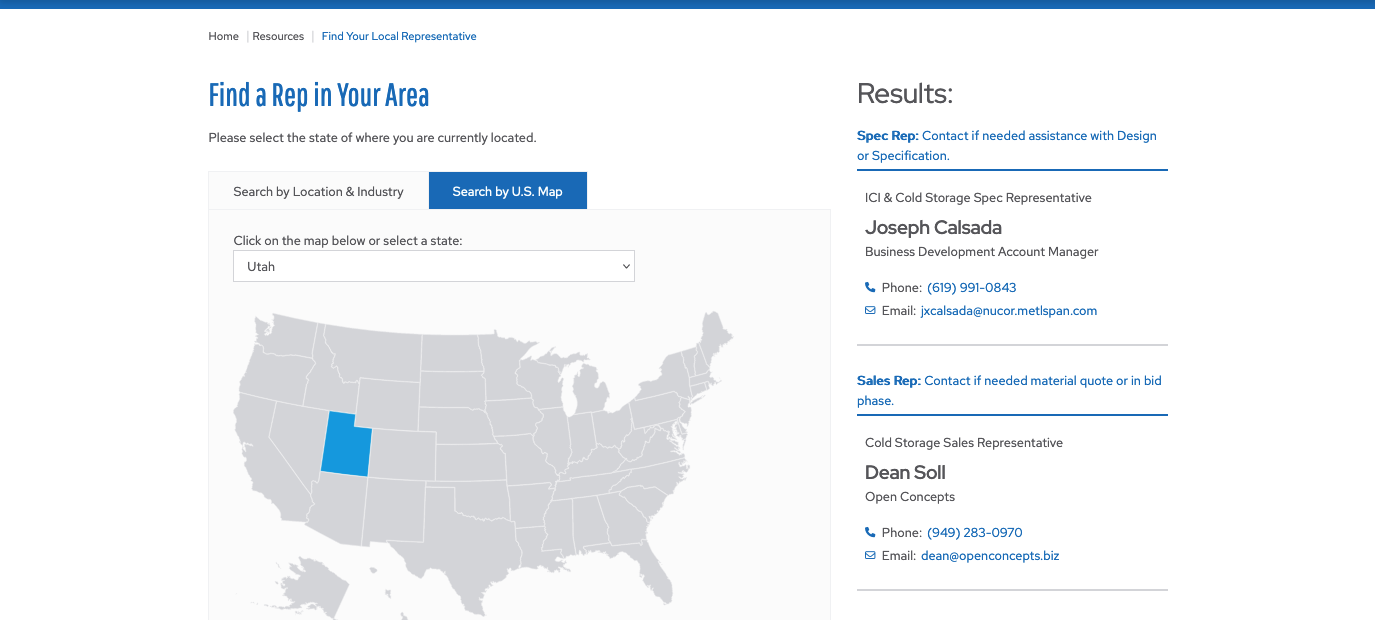 Home | Resources | Find Your Local Representative
Find a Rep in Your Area
Please select the state of where you are currently located.
Search by Location & Industry
Search by U.S. Map
Click on the map below or select a state:
Utah
Results:
Spec Rep: Contact if needed assistance with Design
or Specification.
ICI & Cold Storage Spec Representative
Joseph Calsada
Business Development Account Manager
Phone: (619) 991-0843
Email: jxcalsada@nucor.metlspan.com
Sales Rep: Contact if needed material quote or in bid
phase.
Cold Storage Sales Representative
Dean Soll
Open Concepts
Phone: (949) 283-0970
Email: dean@openconcepts.biz